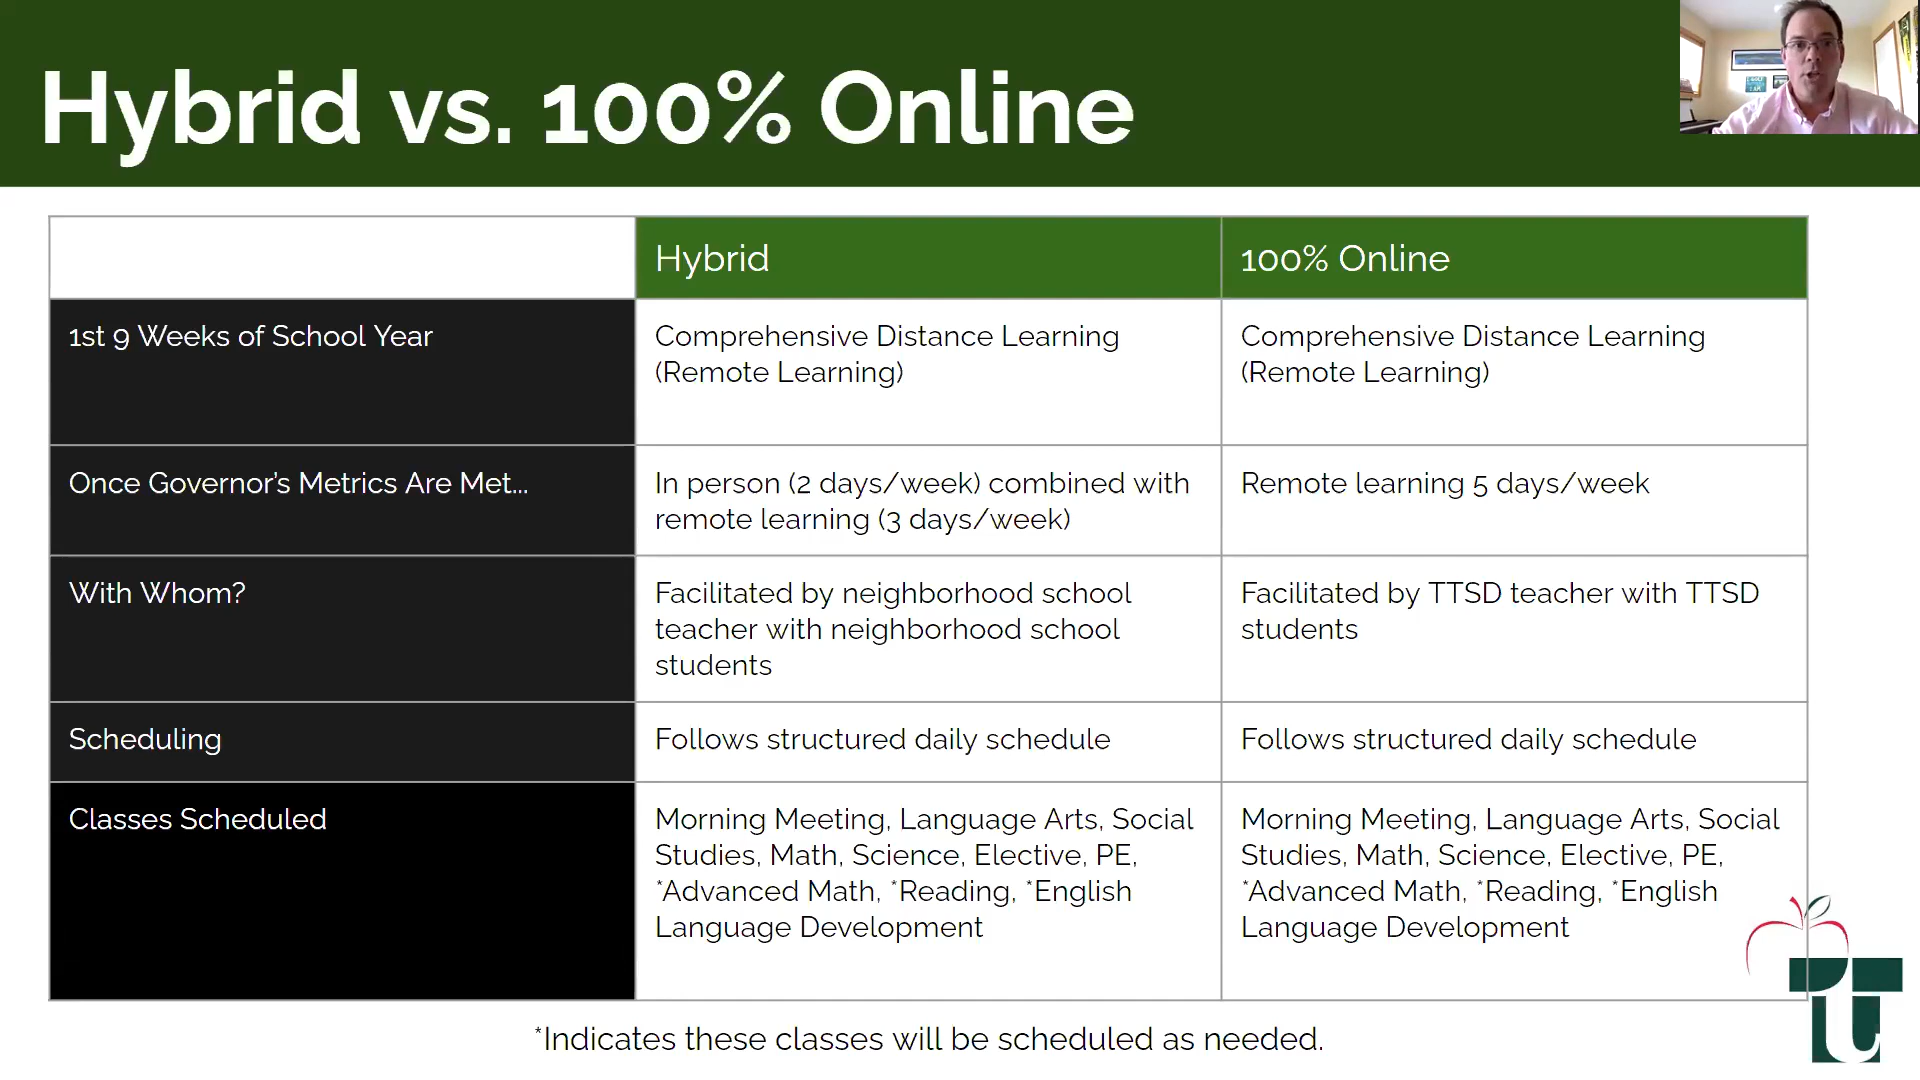 Hybrid vs. 100% Online
Hybrid
100% Online
1st 9 Weeks of School Year
Comprehensive Distance Learning
(Remote Learning)
Comprehensive Distance Learning
(Remote Learning)
Once Governor's Metrics Are Met...
In person (2 days/week) combined with
remote learning (3 days/week)
Remote learning 5 days/week
With Whom?
Facilitated by neighborhood school
teacher with neighborhood school
students
Facilitated by TTSD teacher with TTSD
students
Scheduling
Follows structured daily schedule
Follows structured daily schedule
Classes Scheduled
Morning Meeting, Language Arts, Social
Studies, Math, Science, Elective, PE,
*Advanced Math, *Reading, *English
Language Development
Morning Meeting, Language Arts, Social
Studies, Math, Science, Elective, PE,
*Advanced Math, *Reading, *English
Language Development
*Indicates these classes will be scheduled as needed.